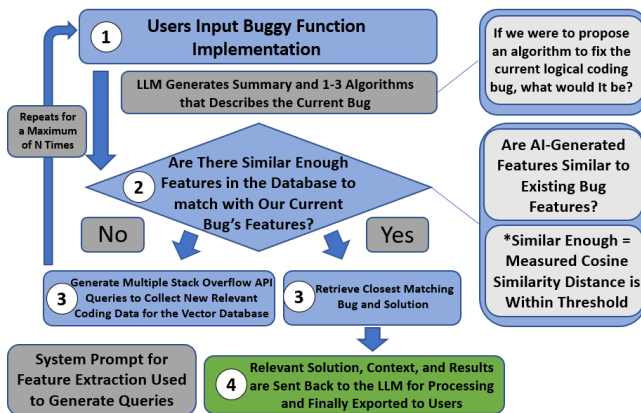 1
Users Input Buggy Function
Implementation
If we were to propose
an algorithm to fix the
current logical coding
bug, what would It be?
LLM Generates Summary and 1-3 Algorithms
that Describes the Current Bug
Repeats for
a Maximum
of N Times
2
Are There Similar Enough
Features in the Database to
match with Our Current
Bug's Features?
Are AI-Generated
Features Similar to
Existing Bug
Features?
*Similar Enough =
Measured Cosine
Similarity Distance is
Within Threshold
No
Yes
3
Generate Multiple Stack Overflow API
Queries to Collect New Relevant
Coding Data for the Vector Database
3
Retrieve Closest Matching
Bug and Solution
System Prompt for
Feature Extraction Used
to Generate Queries
4
Relevant Solution, Context, and Results
are Sent Back to the LLM for Processing
and Finally Exported to Users